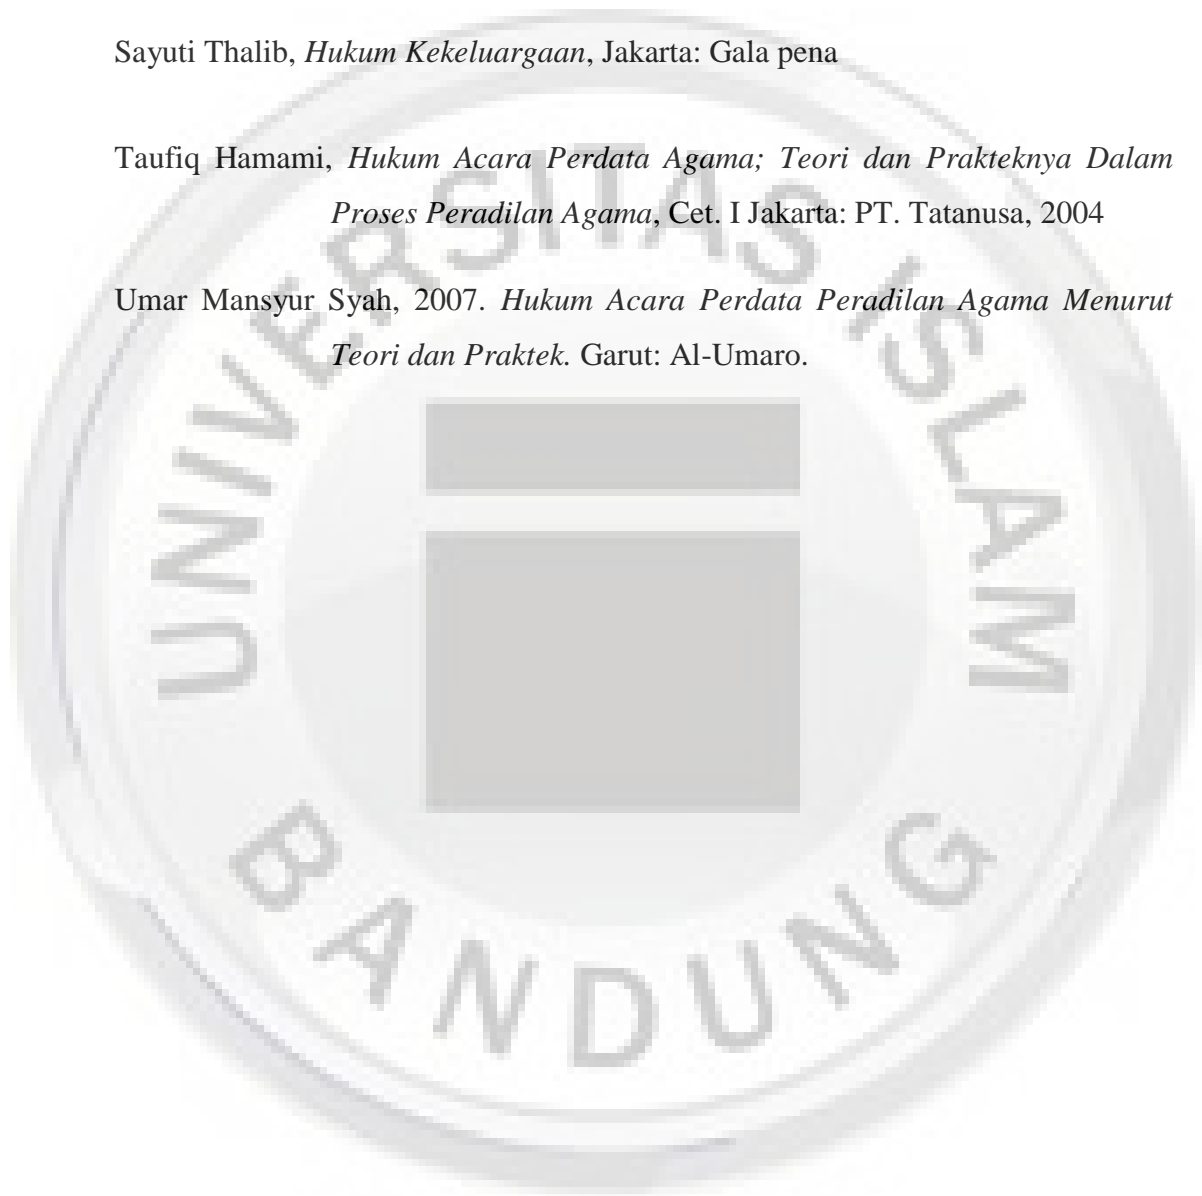 Sayuti Thalib, Hukum Kekeluargaan, Jakarta: Gala pena
Taufiq Hamami, Hukum Acara Perdata Agama; Teori dan Prakteknya Dalam
Proses Peradilan Agama, Cet. I Jakarta: PT. Tatanusa, 2004
Umar Mansyur Syah, 2007. Hukum Acara Perdata Peradilan Agama Menurut
Teori dan Praktek. Garut: Al-Umaro.
UNIVERSITAS ISLAM
BANDUNG